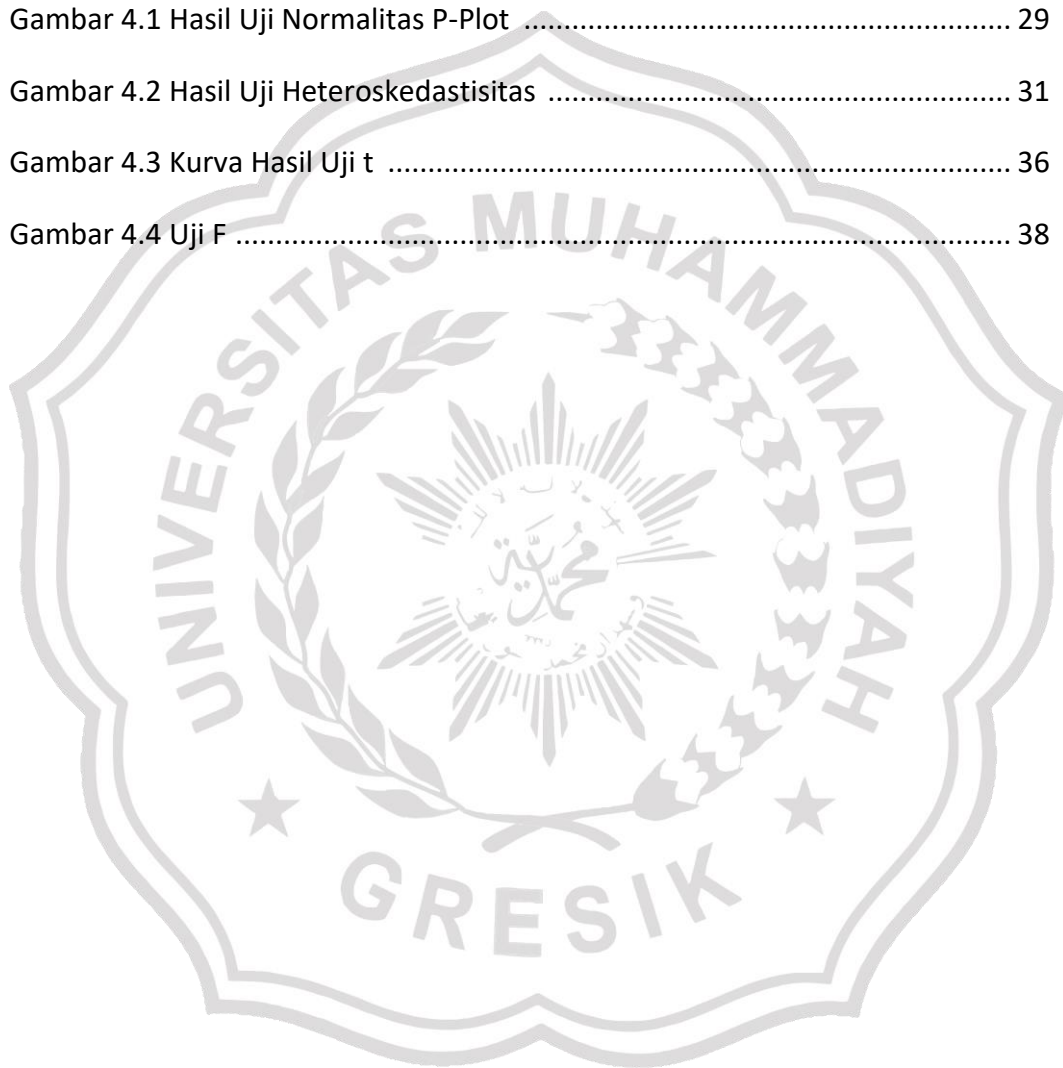 Gambar 4.1 Hasil Uji Normalitas P-Plot ............................................................. 29
Gambar 4.2 Hasil Uji Heteroskedastisitas .......................................................... 31
Gambar 4.3 Kurva Hasil Uji t .............................................................................. 36
Gambar 4.4 Uji F ................................................................................................. 38
UNIVERSITAS MUHAMMADIYAH
محمدية
GRESIK